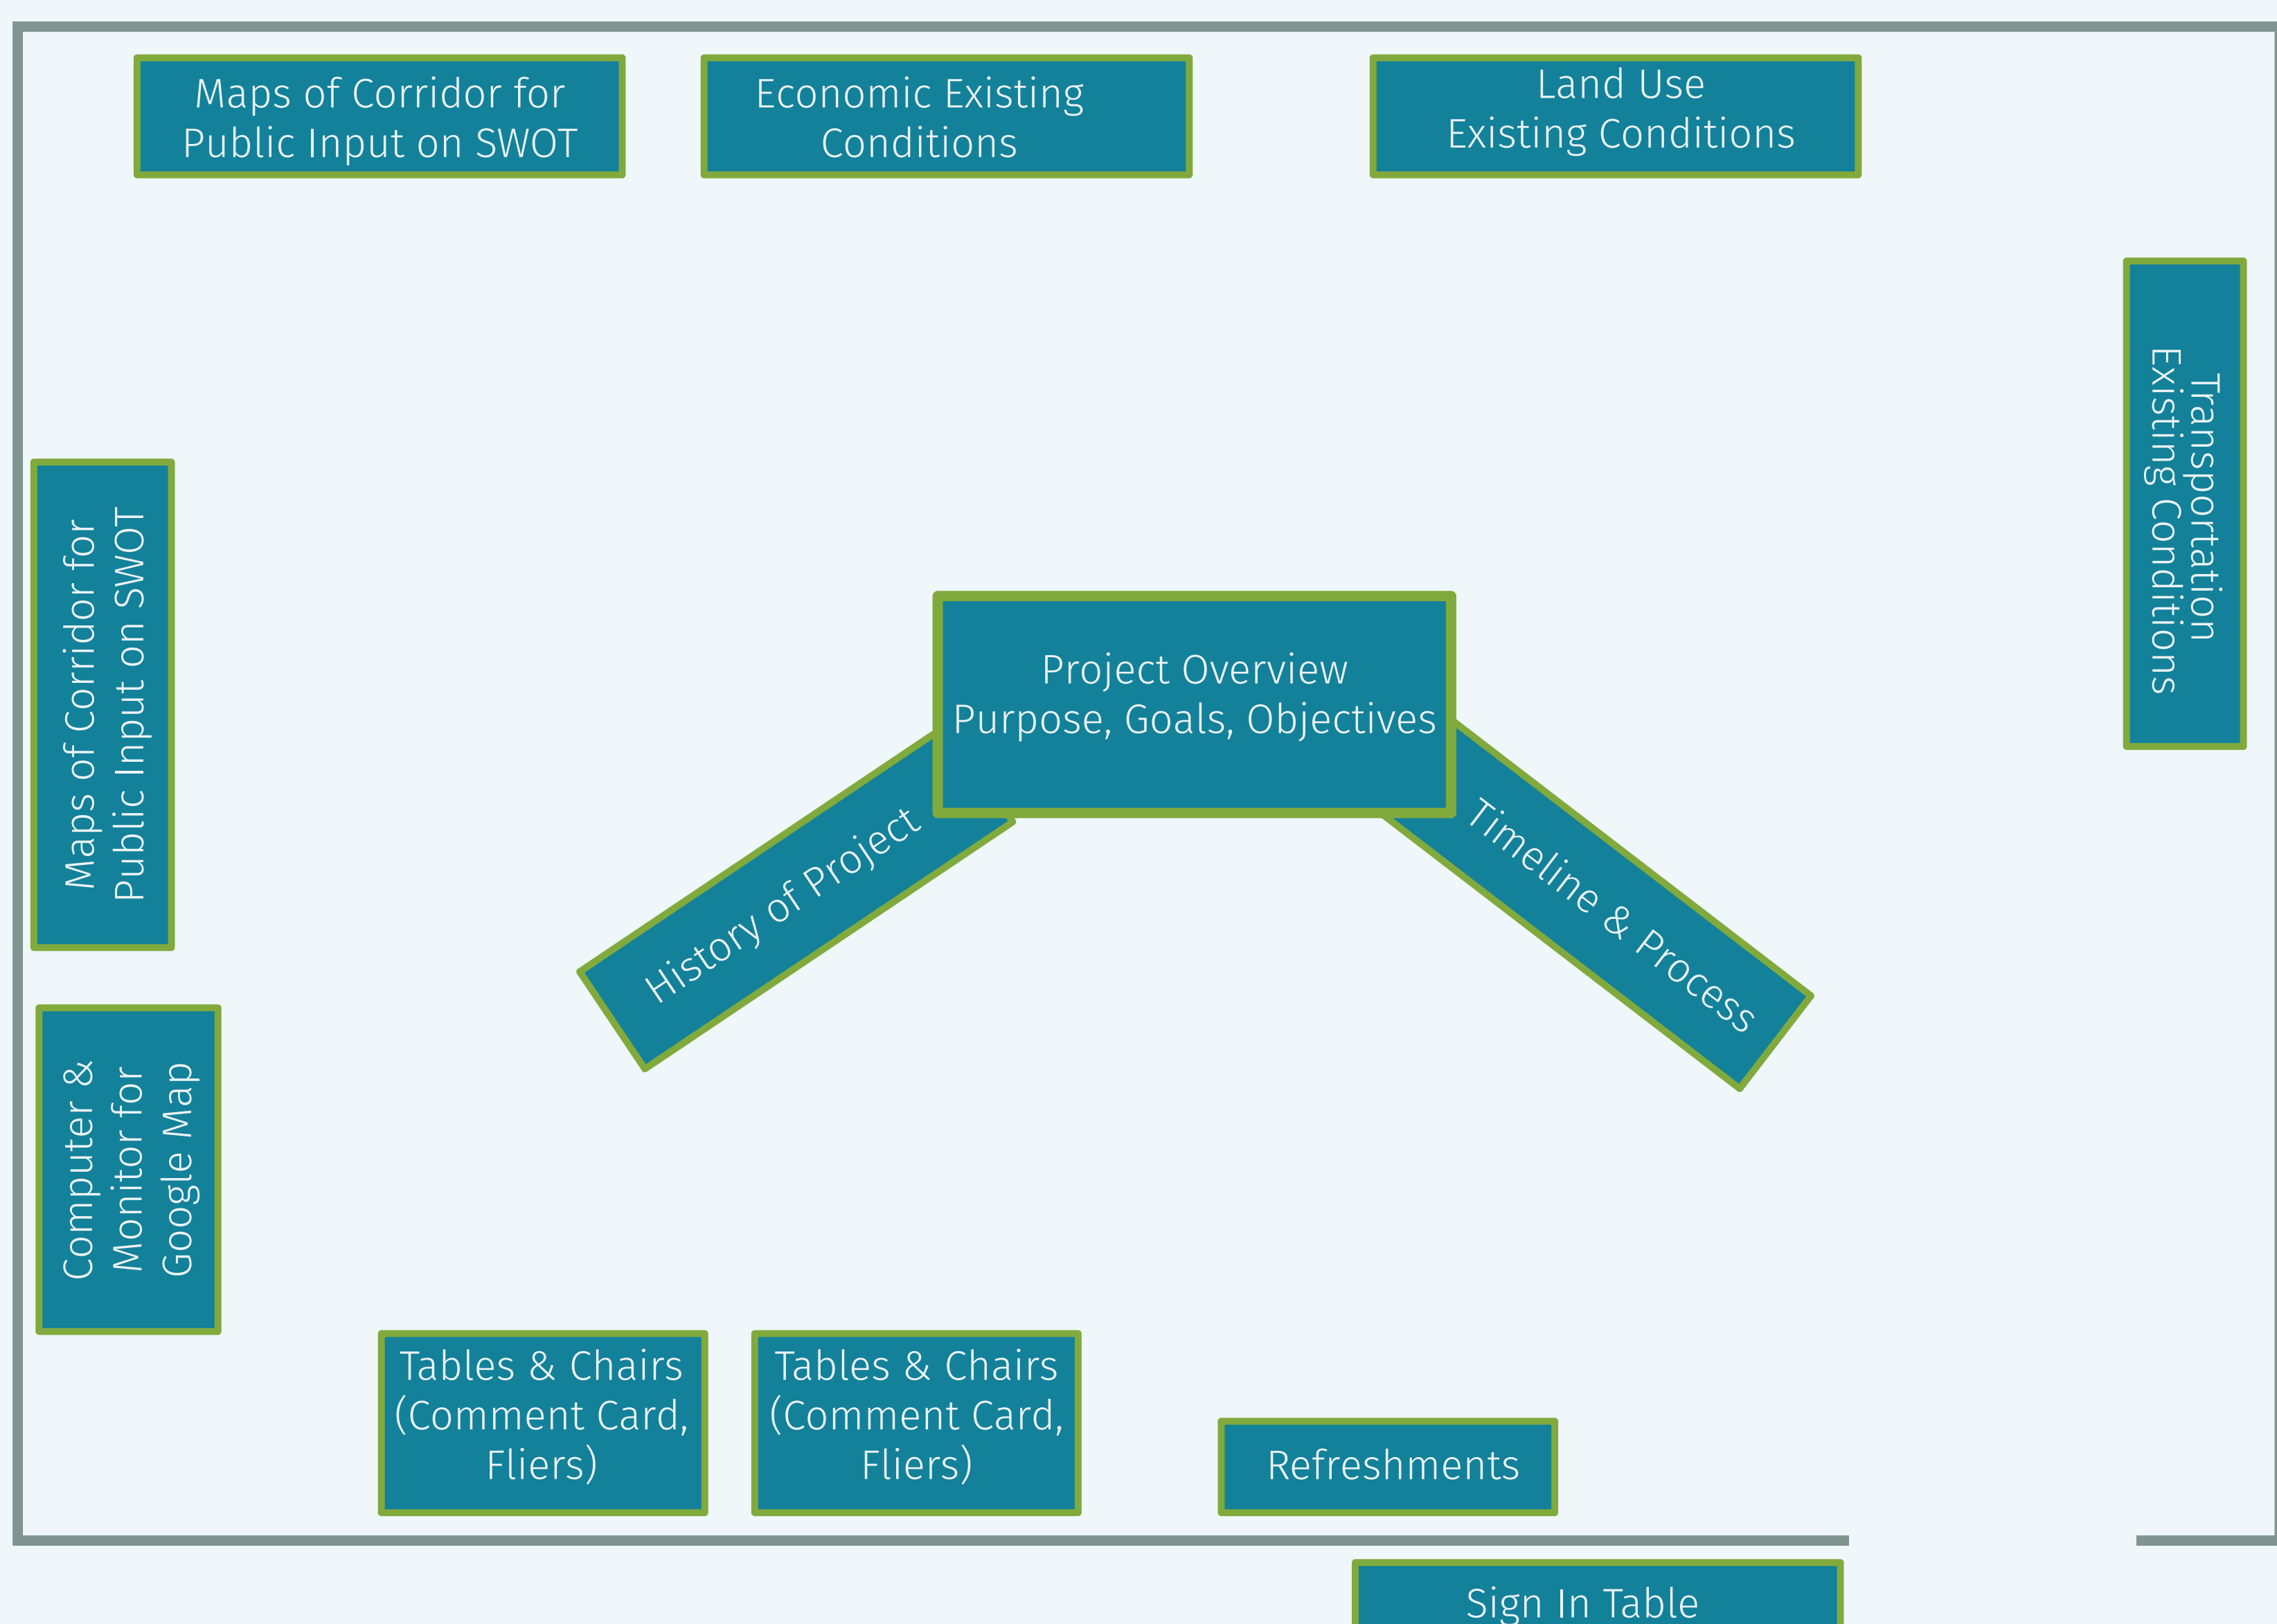 Maps of Corridor for
Public Input on SWOT
Economic Existing
Conditions
Land Use
Existing Conditions
Transportation
Existing Conditions
Maps of Corridor for
Public Input on SWOT
Project Overview
Purpose, Goals, Objectives
History of Project
Timeline & Process
Computer &
Monitor for
Google Map
Tables & Chairs
(Comment Card,
Fliers)
Tables & Chairs
(Comment Card,
Fliers)
Refreshments
Sign In Table